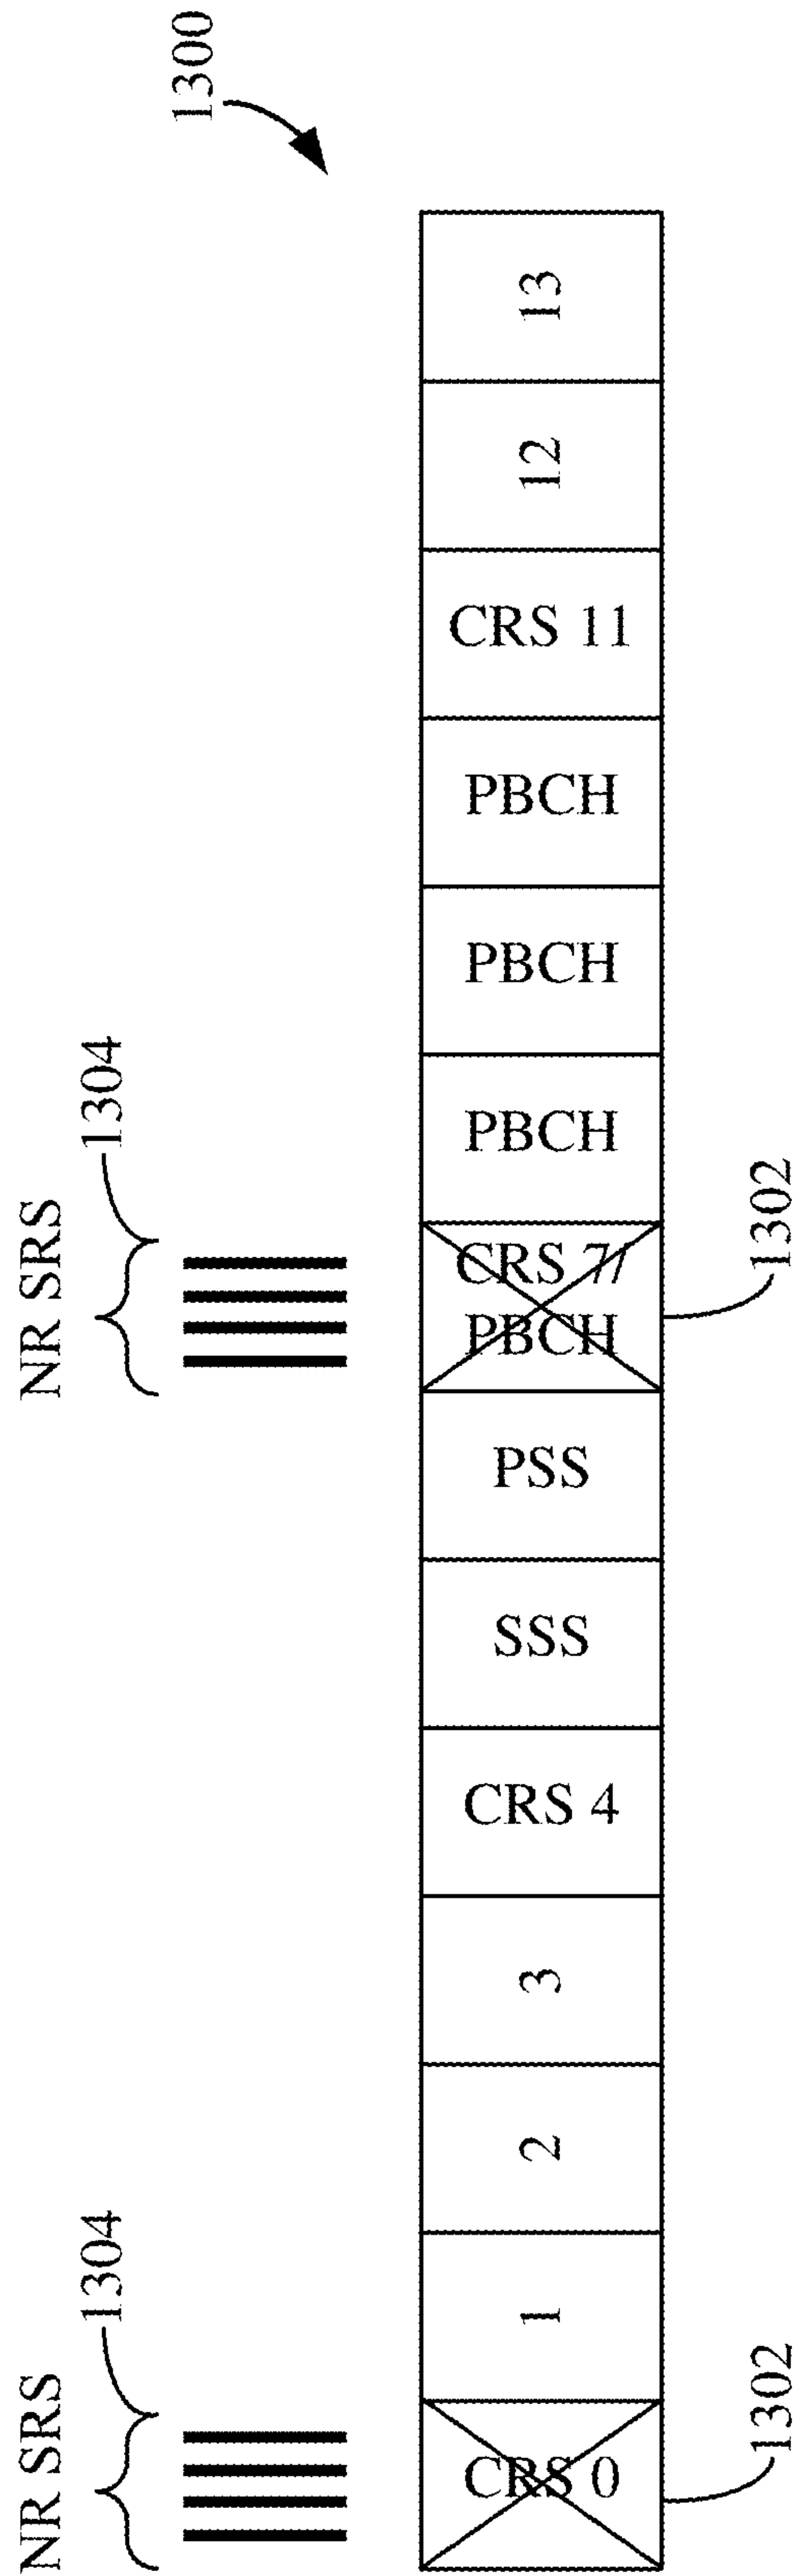 1300
NR SRS
1304
NR SRS
1304
CRS 0
1
2
3
CRS 4
SSS
PSS
CRS 7/
PBCH
PBCH
PBCH
PBCH
CRS 11
12
13
1302
1302